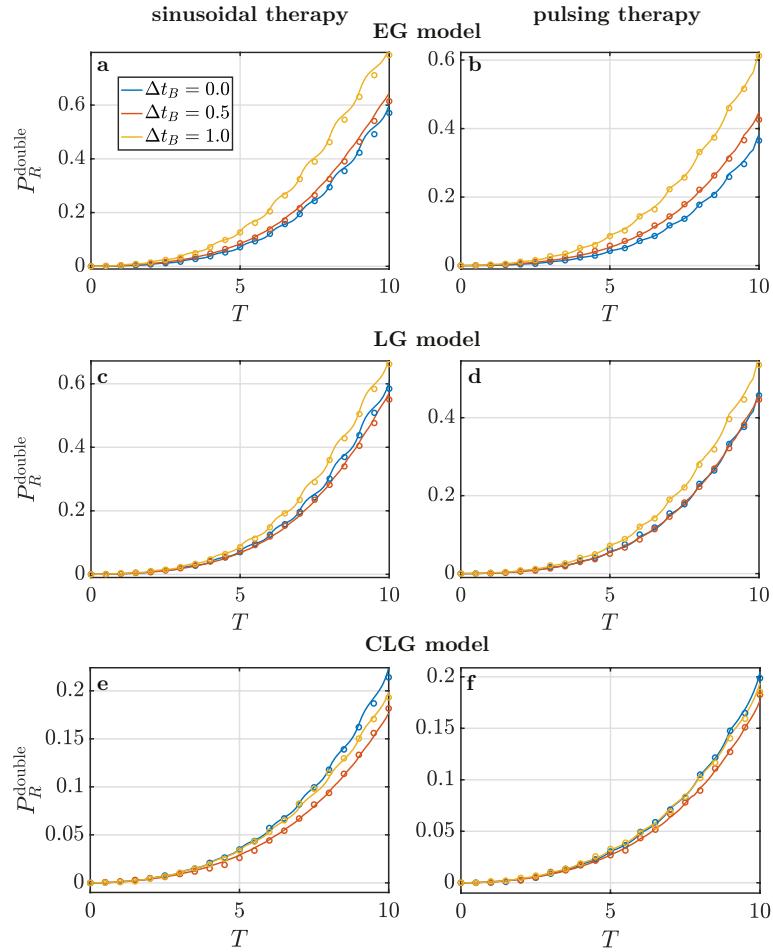 sinusoidal therapy
pulsing therapy
EG model
a
b
Δt_B = 0.0
Δt_B = 0.5
Δt_B = 1.0
P_R^double
0.6
0.4
0.2
0
0.6
0.4
0.2
0
0
5
10
0
5
10
T
T
LG model
c
d
P_R^double
0.6
0.4
0.2
0
0.4
0.2
0
0
5
10
0
5
10
T
T
CLG model
e
f
P_R^double
0.2
0.15
0.1
0.05
0
0.2
0.15
0.1
0.05
0
0
5
10
0
5
10
T
T